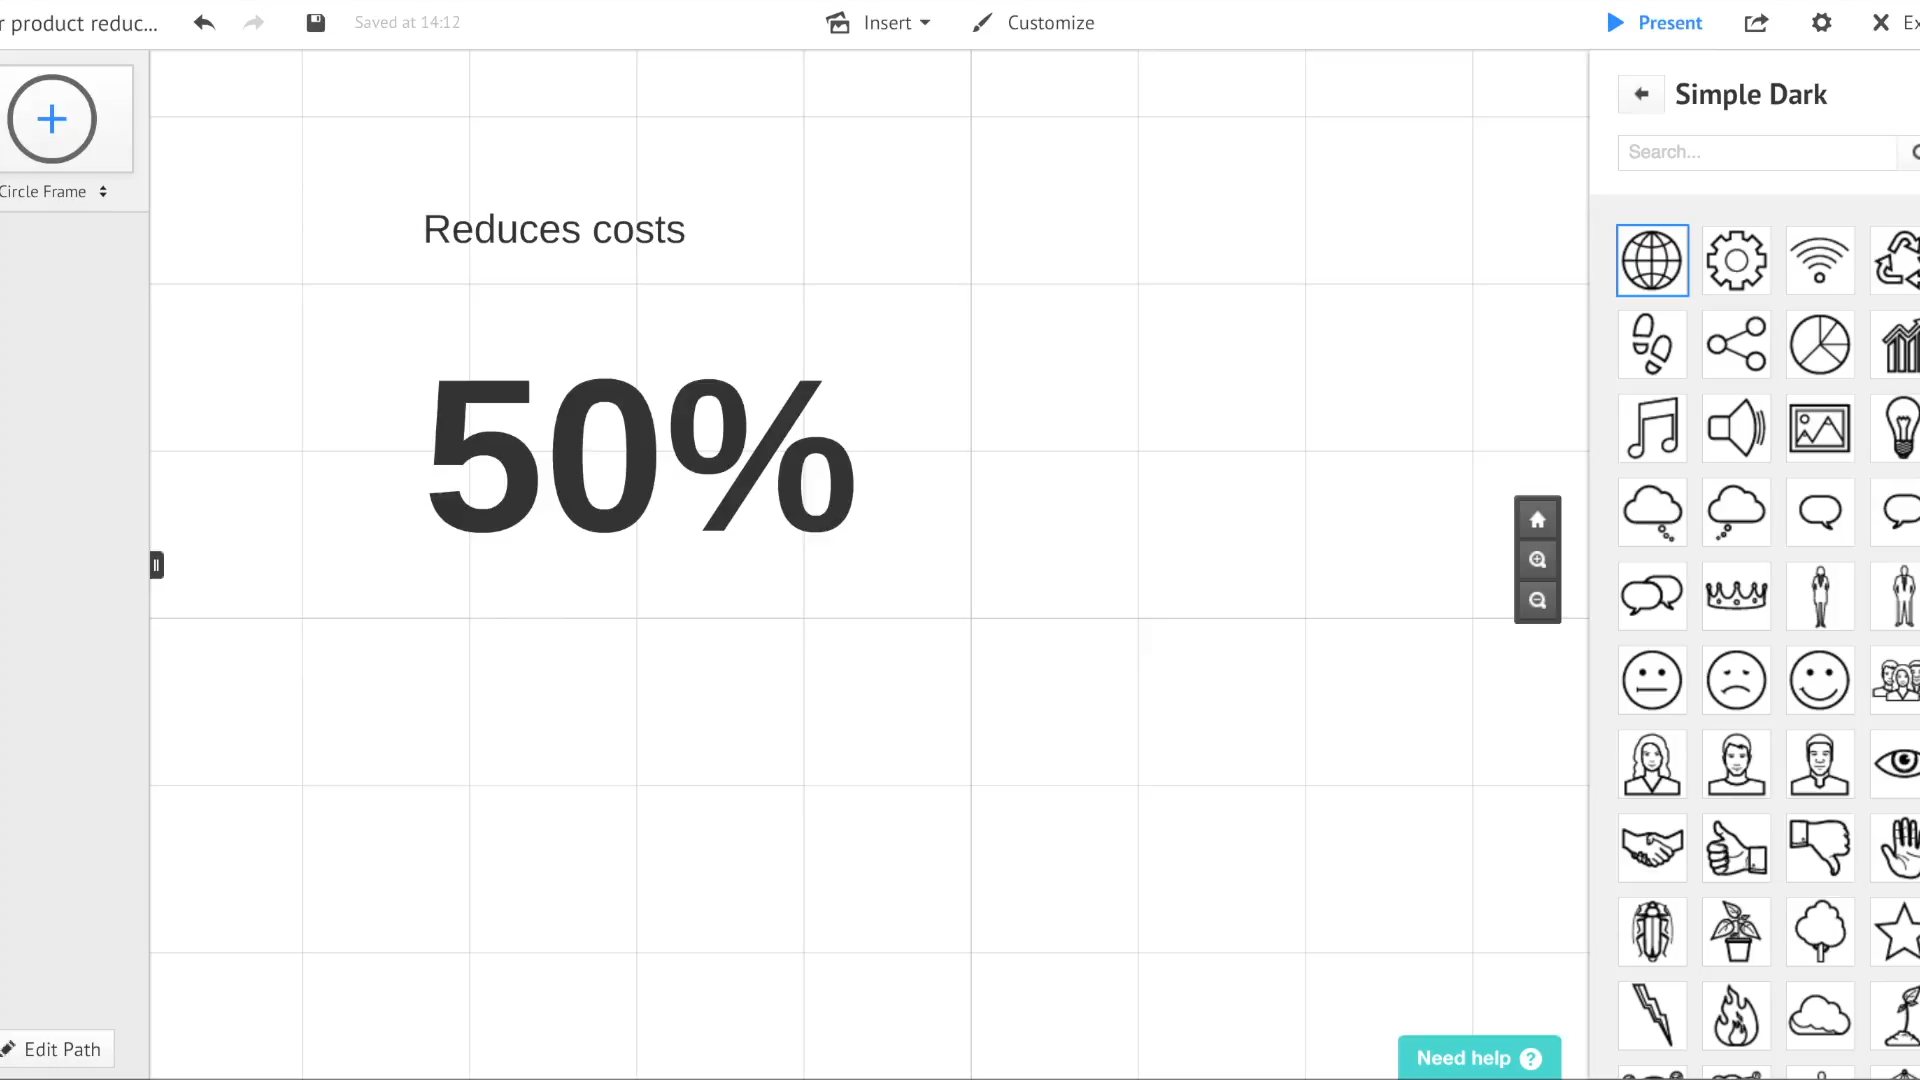 r product reduc...
Saved at 14:12
Insert
Customize
Present
Ex
Simple Dark
Search...
Circle Frame
Reduces costs
50%
Edit Path
Need help ?